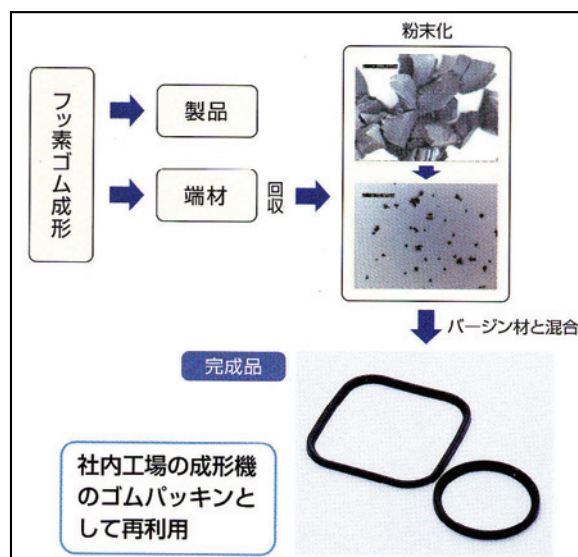 粉末化
フッ素ゴム成形
製品
端材
回収
バージン材と混合
完成品
社内工場の成形機
のゴムパッキンと
して再利用